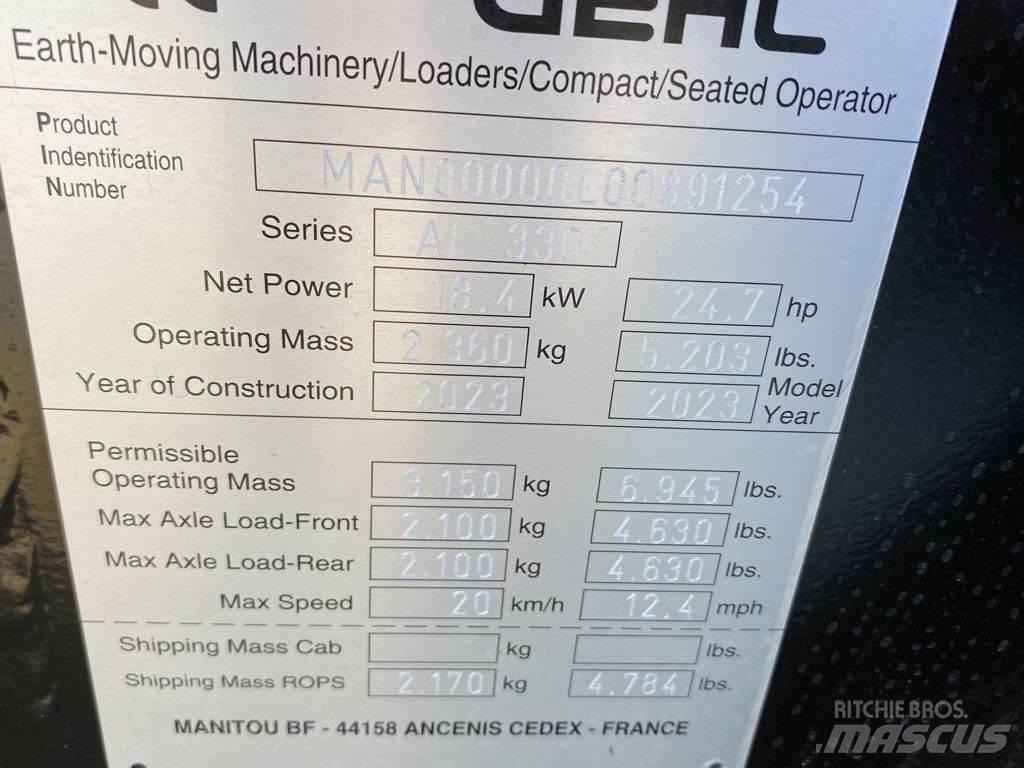 GEHL
Earth-Moving Machinery/Loaders/Compact/Seated Operator
Product
Indentification
Number
MAN00000L00891254
Series AL 330
Net Power 18.4 kW 24.7 hp
Operating Mass 2.360 kg 5.203 lbs.
Year of Construction 2023 2023 Model
Year
Permissible
Operating Mass 3.150 kg 6.945 lbs.
Max Axle Load-Front 2.100 kg 4.630 lbs.
Max Axle Load-Rear 2.100 kg 4.630 lbs.
Max Speed 20 km/h 12.4 mph
Shipping Mass Cab kg lbs.
Shipping Mass ROPS 2.170 kg 4.784 lbs.
MANITOU BF - 44158 ANCENIS CEDEX - FRANCE
RITCHIE BROS.
MASCUS